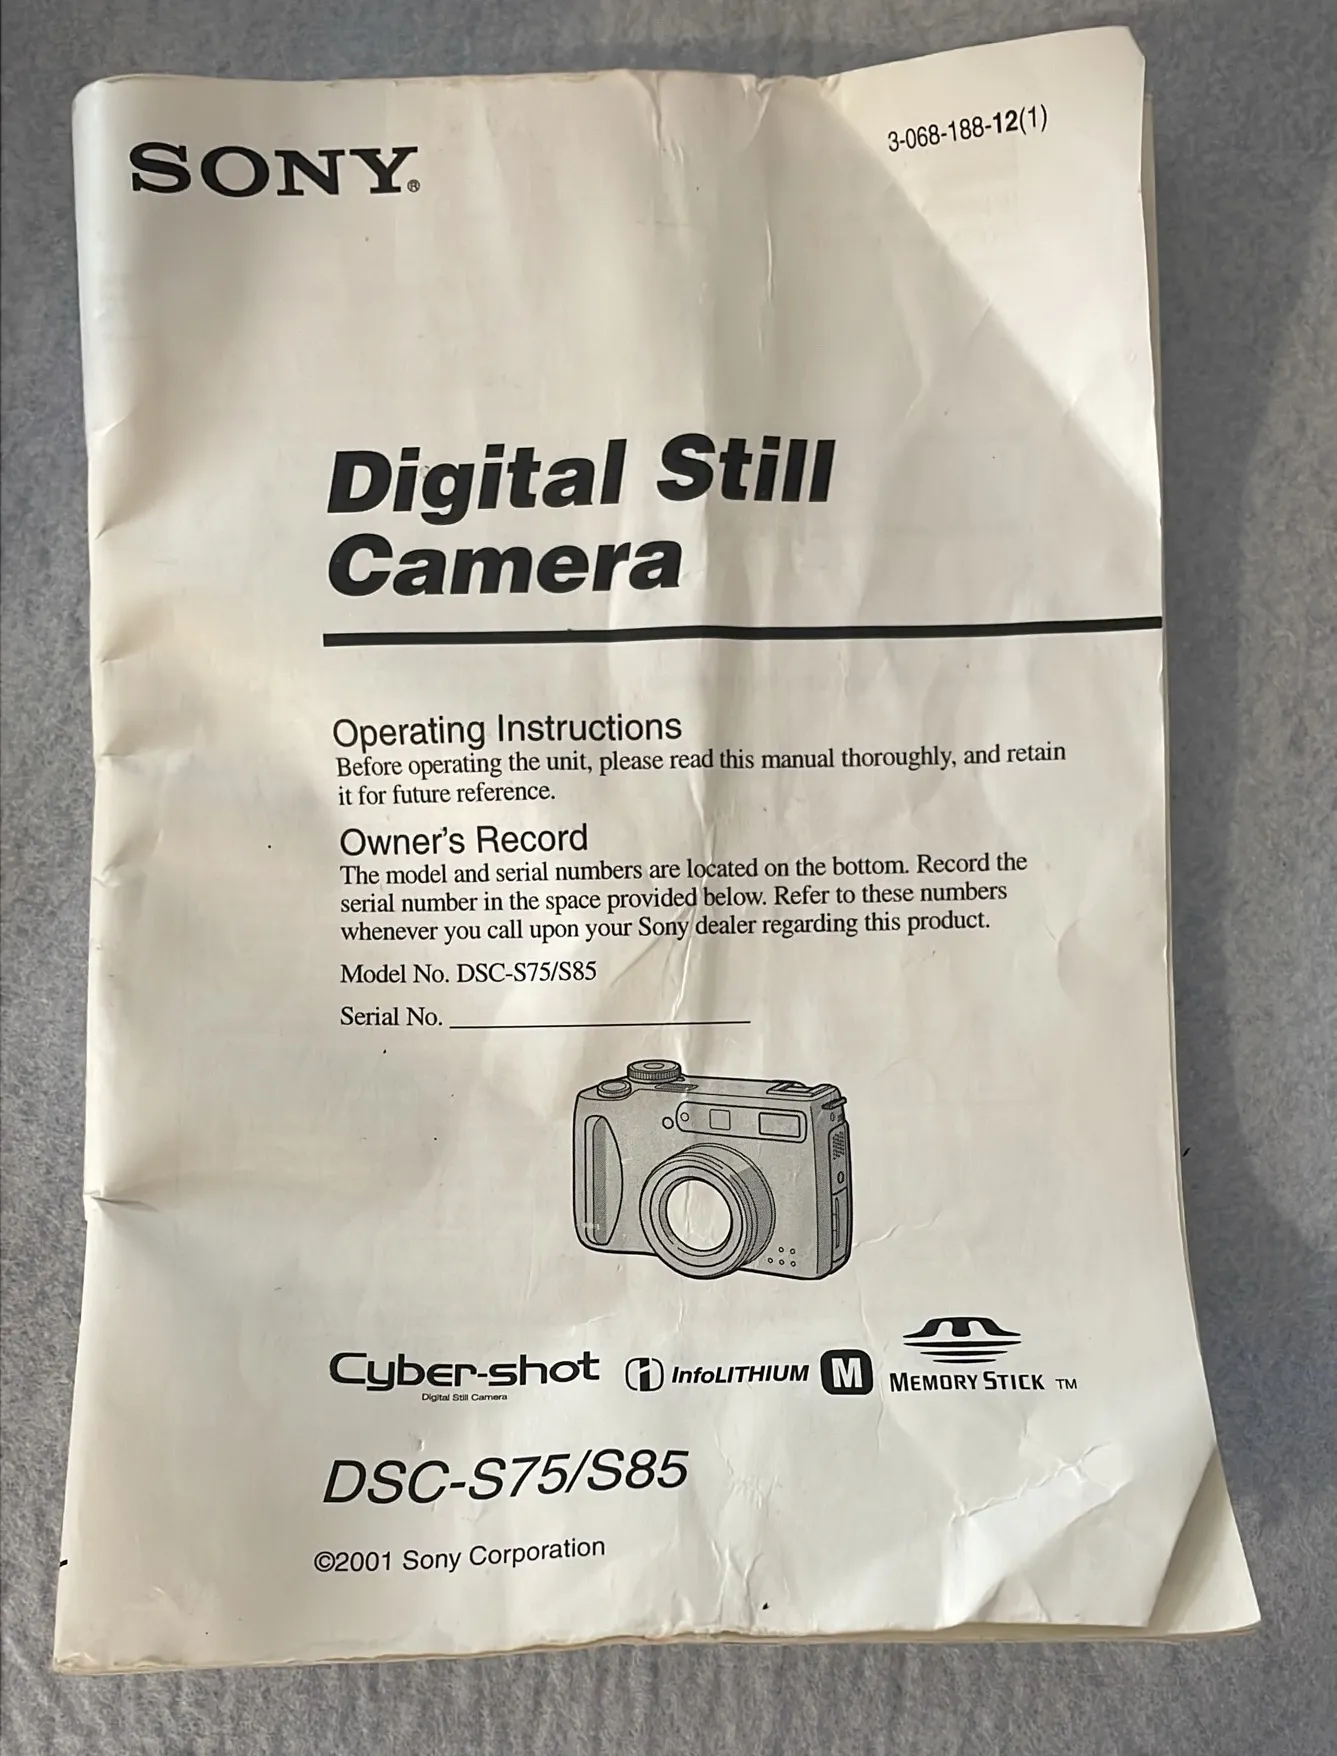 SONY®
3-068-188-12(1)
Digital Still
Camera
Operating Instructions
Before operating the unit, please read this manual thoroughly, and retain
it for future reference.
Owner's Record
The model and serial numbers are located on the bottom. Record the
serial number in the space provided below. Refer to these numbers
whenever you call upon your Sony dealer regarding this product.
Model No. DSC-S75/S85
Serial No.
Cyber-shot
Digital Still Camera
InfoLITHIUM M
MEMORY STICK TM
DSC-S75/S85
©2001 Sony Corporation